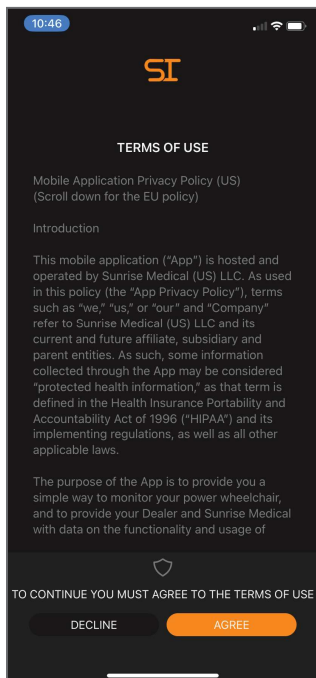 10:46
SI
TERMS OF USE
Mobile Application Privacy Policy (US)
(Scroll down for the EU policy)
Introduction
This mobile application (“App”) is hosted and
operated by Sunrise Medical (US) LLC. As used
in this policy (the “App Privacy Policy”), terms
such as “we,” “us,” or “our” and “Company”
refer to Sunrise Medical (US) LLC and its
current and future affiliate, subsidiary and
parent entities. As such, some information
collected through the App may be considered
“protected health information,” as that term is
defined in the Health Insurance Portability and
Accountability Act of 1996 (“HIPAA”) and its
implementing regulations, as well as all other
applicable laws.
The purpose of the App is to provide you a
simple way to monitor your power wheelchair,
and to provide your Dealer and Sunrise Medical
with data on the functionality and usage of
TO CONTINUE YOU MUST AGREE TO THE TERMS OF USE
DECLINE AGREE